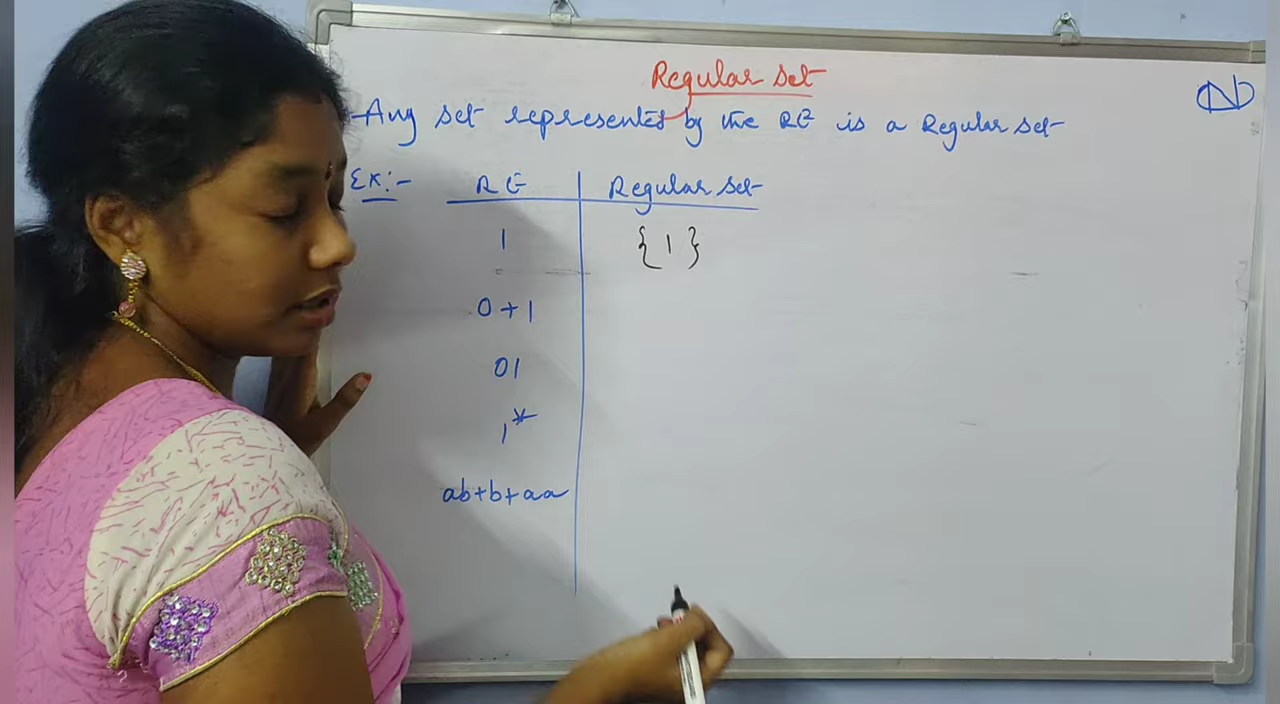 Regular set
Any set represented by the RE is a Regular set
Ex:- RE Regular set
1 {1}
0+1
01
1*
ab+b+aa